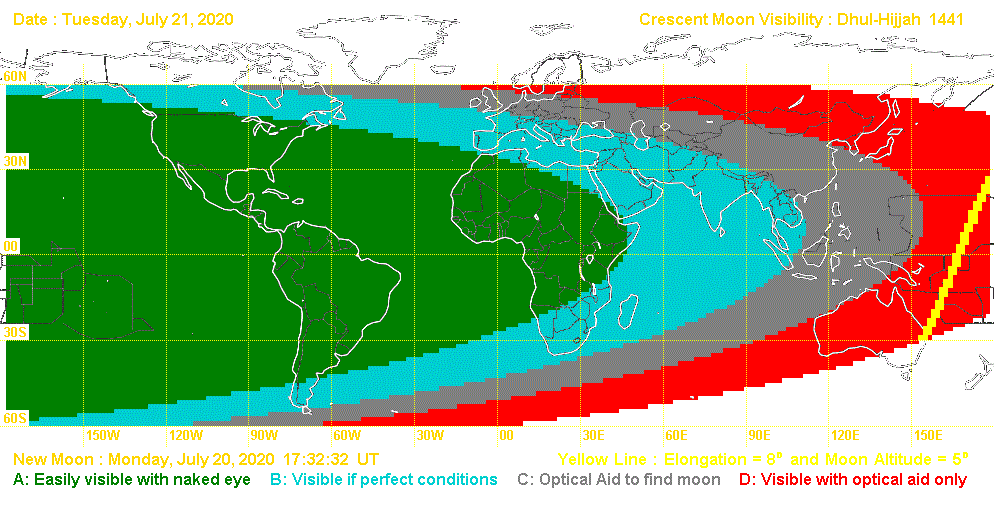 Date : Tuesday, July 21, 2020 Crescent Moon Visibility : Dhul-Hijjah 1441
60N
30N
00
30S
60S
150W 120W 90W 60W 30W 00 30E 60E 90E 120E 150E
New Moon : Monday, July 20, 2020 17:32:32 UT Yellow Line : Elongation = 8° and Moon Altitude = 5°
A: Easily visible with naked eye B: Visible if perfect conditions C: Optical Aid to find moon D: Visible with optical aid only